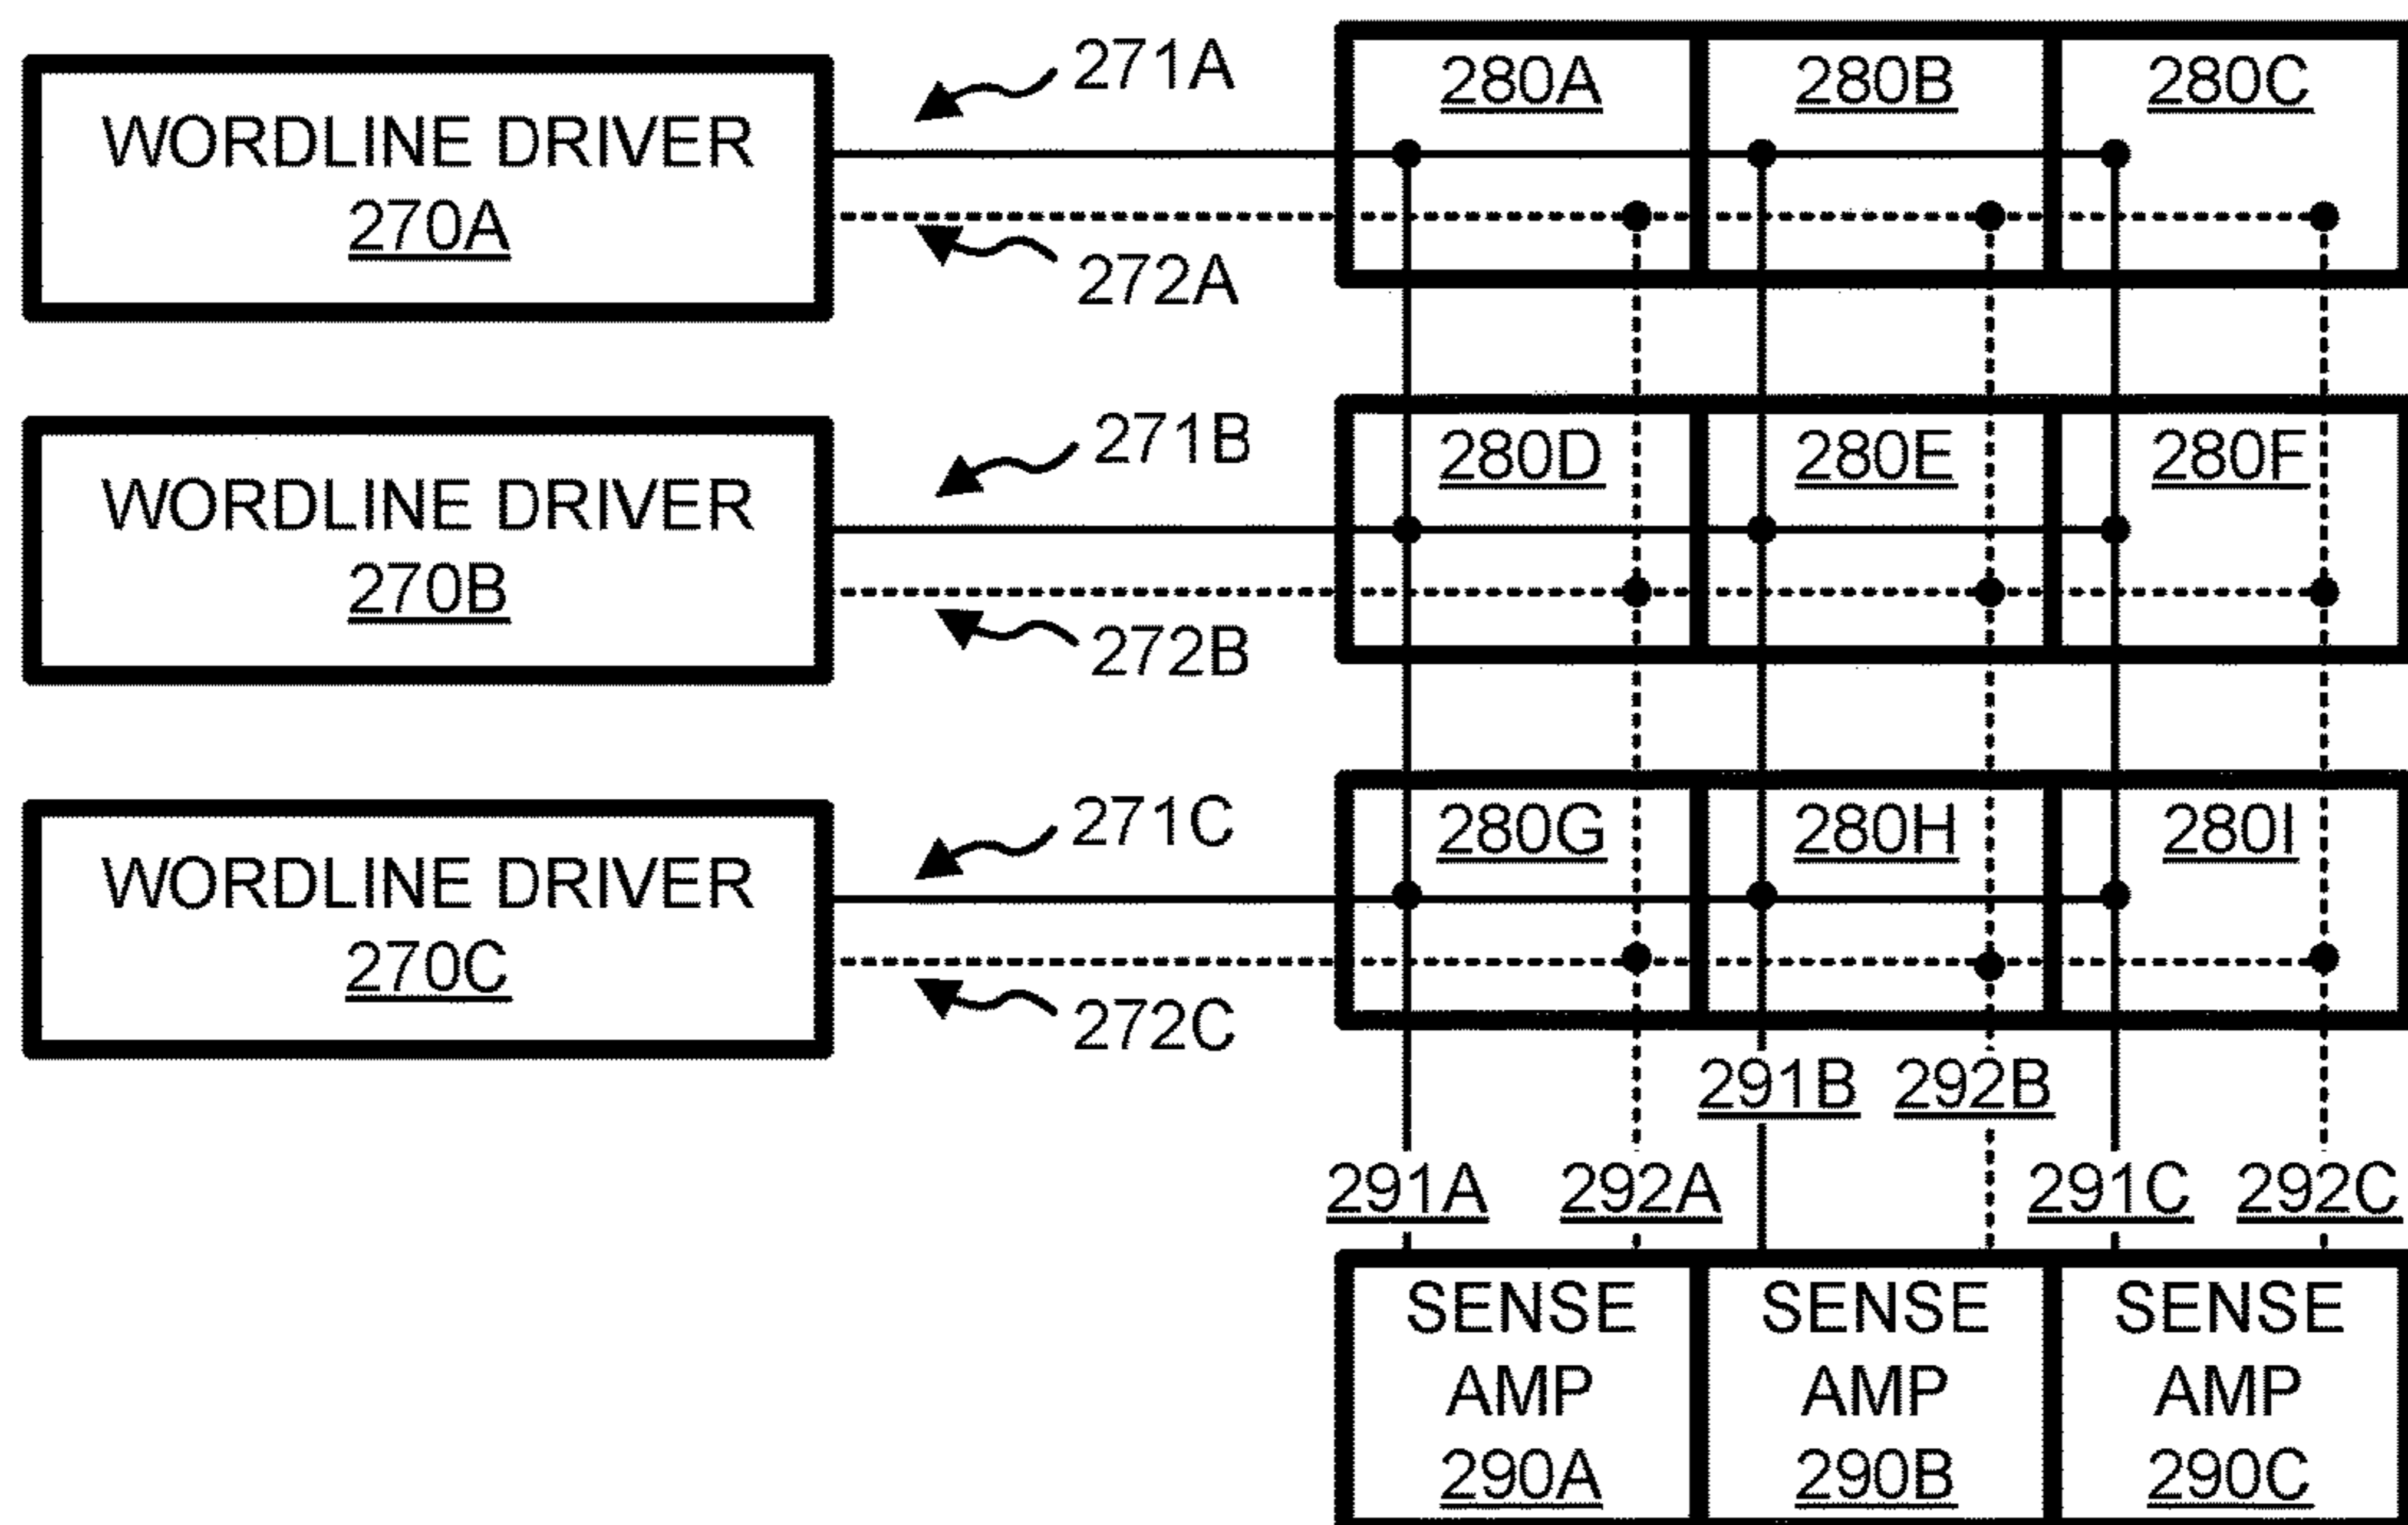 271A
280A 280B 280C
WORDLINE DRIVER
270A
272A
271B
280D 280E 280F
WORDLINE DRIVER
270B
272B
271C
280G 280H 280I
WORDLINE DRIVER
270C
272C
291B 292B
291A 292A 291C 292C
SENSE AMP 290A
SENSE AMP 290B
SENSE AMP 290C